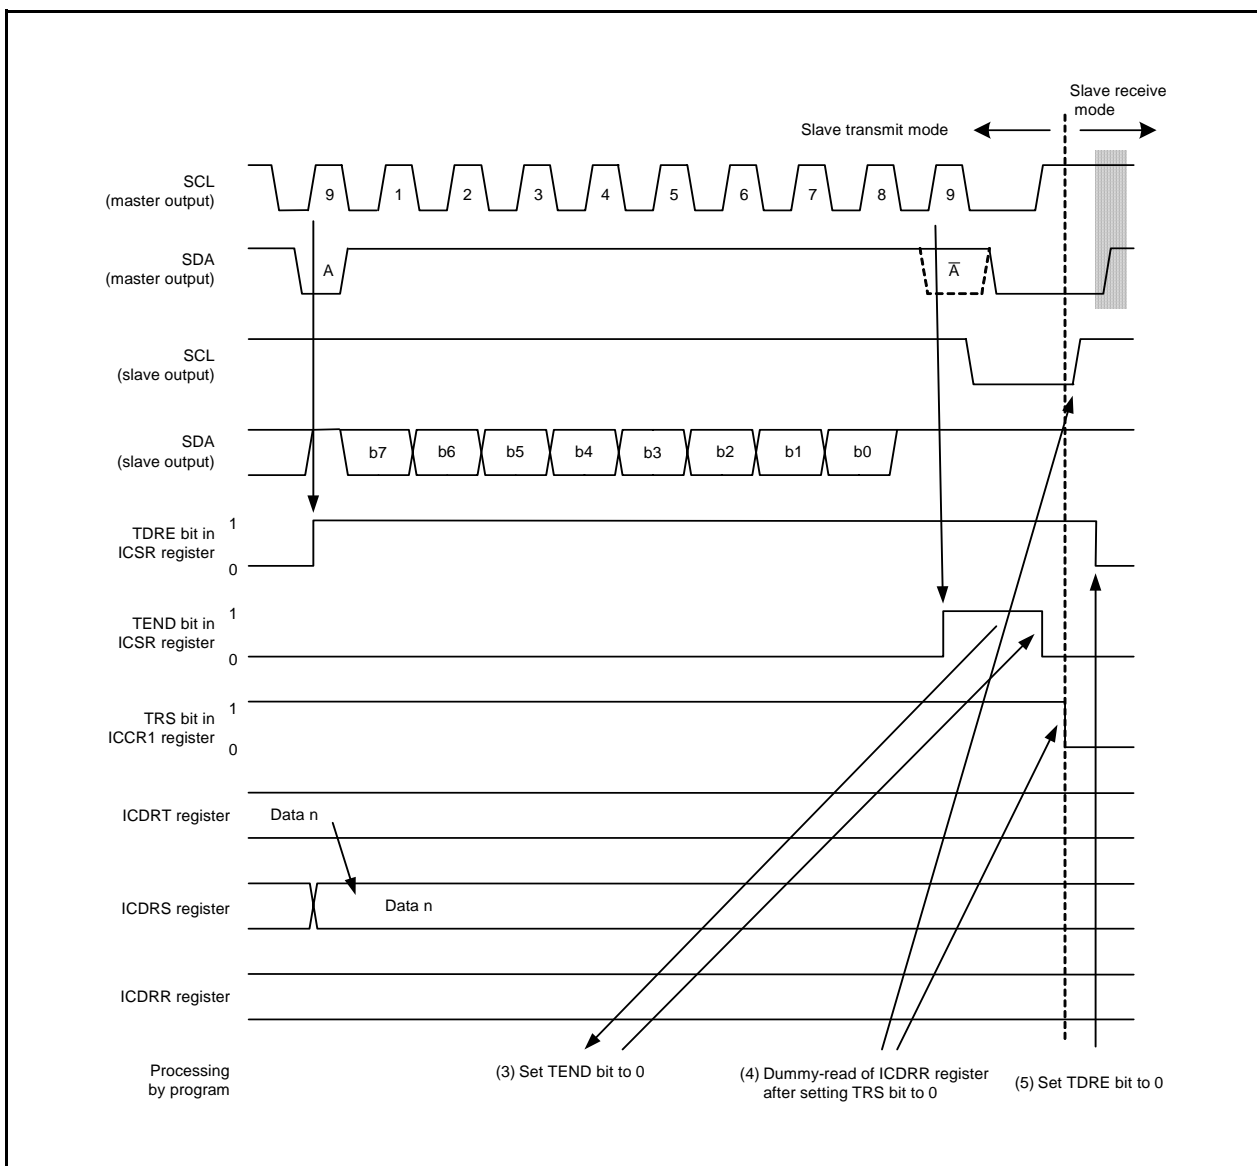 Slave receive
mode
Slave transmit mode
SCL
(master output)
9 1 2 3 4 5 6 7 8 9
SDA
(master output)
A A̅
SCL
(slave output)
SDA
(slave output)
b7 b6 b5 b4 b3 b2 b1 b0
TDRE bit in
ICSR register
1
0
TEND bit in
ICSR register
1
0
TRS bit in
ICCR1 register
1
0
ICDRT register
Data n
ICDRS register
Data n
ICDRR register
Processing
by program
(3) Set TEND bit to 0
(4) Dummy-read of ICDRR register
after setting TRS bit to 0
(5) Set TDRE bit to 0